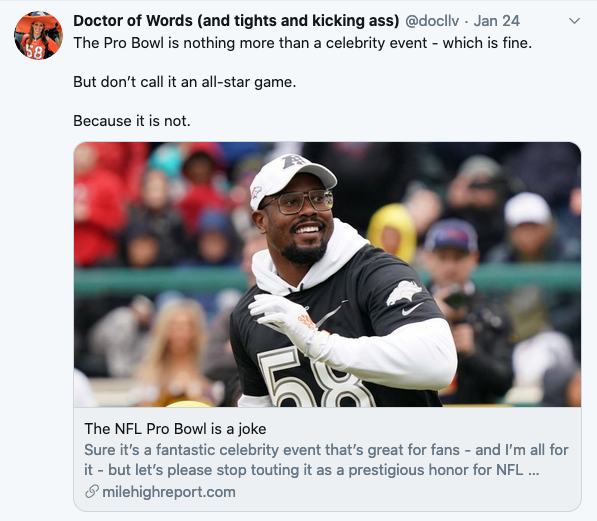 Doctor of Words (and tights and kicking ass) @docllv · Jan 24
The Pro Bowl is nothing more than a celebrity event - which is fine.
But don’t call it an all-star game.
Because it is not.
58
58
The NFL Pro Bowl is a joke
Sure it’s a fantastic celebrity event that’s great for fans - and I’m all for
it - but let’s please stop touting it as a prestigious honor for NFL ...
milehighreport.com